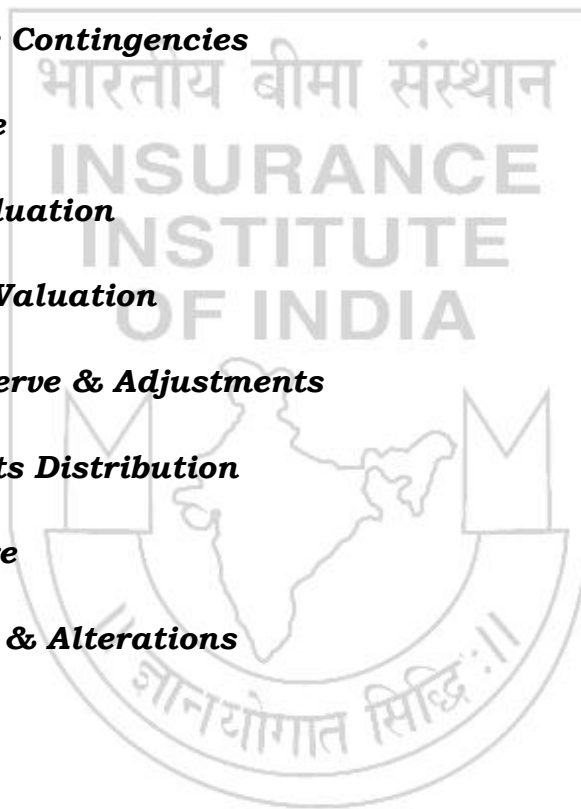 Contingencies
भारतीय बीमा संस्थान
e
INSURANCE
luation
INSTITUTE
Valuation
OF INDIA
erve & Adjustments
ts Distribution
e
& Alterations
॥ ज्ञानयोगात सिद्धि :॥